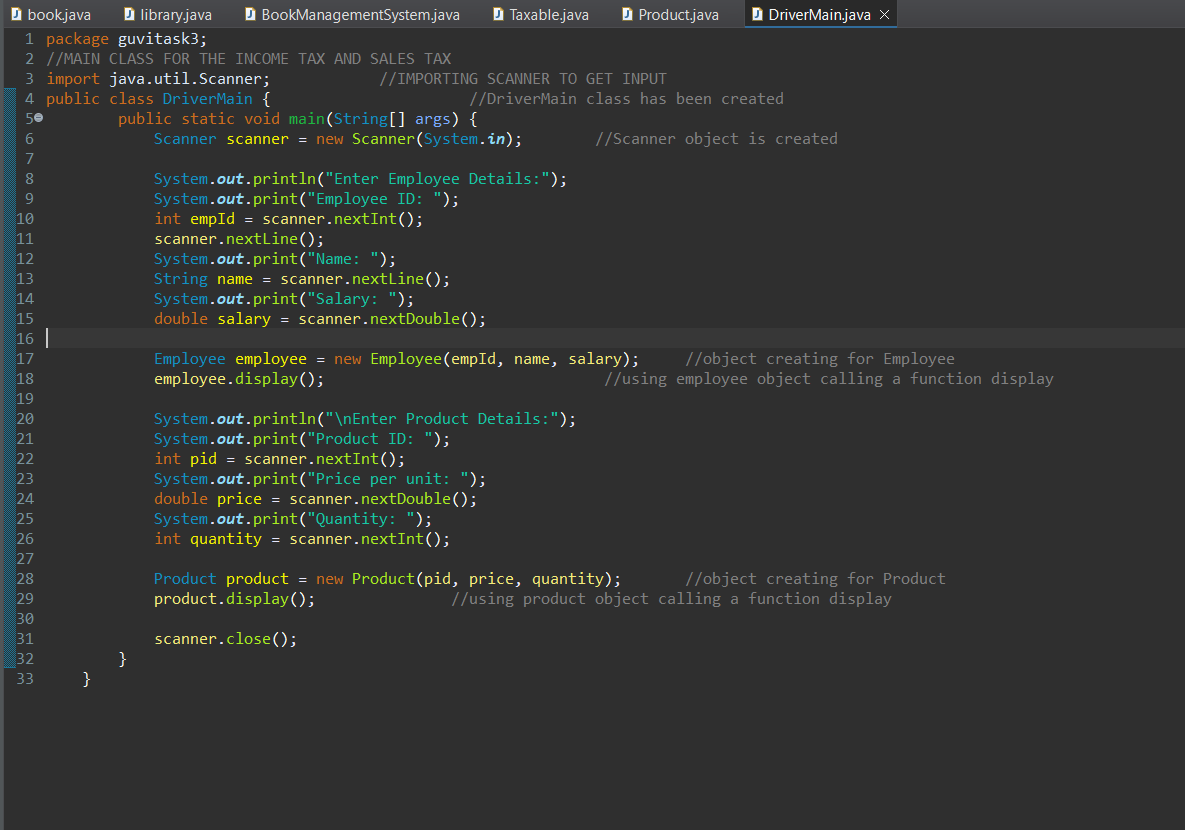 book.java library.java BookManagementSystem.java Taxable.java Product.java DriverMain.java
1 package guvitask3;
2 //MAIN CLASS FOR THE INCOME TAX AND SALES TAX
3 import java.util.Scanner; //IMPORTING SCANNER TO GET INPUT
4 public class DriverMain { //DriverMain class has been created
5 public static void main(String[] args) {
6 Scanner scanner = new Scanner(System.in); //Scanner object is created
7
8 System.out.println("Enter Employee Details:");
9 System.out.print("Employee ID: ");
10 int empId = scanner.nextInt();
11 scanner.nextLine();
12 System.out.print("Name: ");
13 String name = scanner.nextLine();
14 System.out.print("Salary: ");
15 double salary = scanner.nextDouble();
16
17 Employee employee = new Employee(empId, name, salary); //object creating for Employee
18 employee.display(); //using employee object calling a function display
19
20 System.out.println("\nEnter Product Details:");
21 System.out.print("Product ID: ");
22 int pid = scanner.nextInt();
23 System.out.print("Price per unit: ");
24 double price = scanner.nextDouble();
25 System.out.print("Quantity: ");
26 int quantity = scanner.nextInt();
27
28 Product product = new Product(pid, price, quantity); //object creating for Product
29 product.display(); //using product object calling a function display
30
31 scanner.close();
32 }
33 }